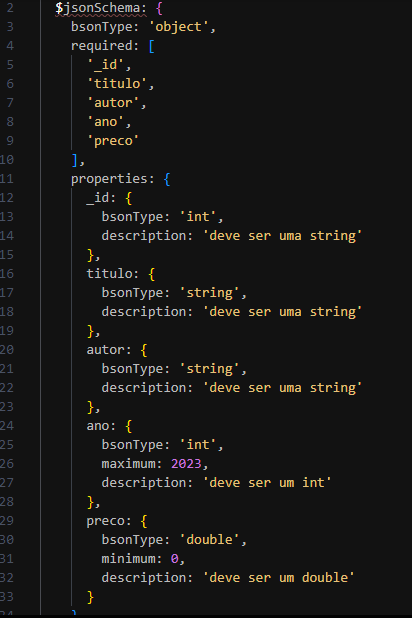 2 $jsonSchema: {
3 bsonType: 'object',
4 required: [
5 '_id',
6 'titulo',
7 'autor',
8 'ano',
9 'preco'
10 ],
11 properties: {
12 _id: {
13 bsonType: 'int',
14 description: 'deve ser uma string'
15 },
16 titulo: {
17 bsonType: 'string',
18 description: 'deve ser uma string'
19 },
20 autor: {
21 bsonType: 'string',
22 description: 'deve ser uma string'
23 },
24 ano: {
25 bsonType: 'int',
26 maximum: 2023,
27 description: 'deve ser um int'
28 },
29 preco: {
30 bsonType: 'double',
31 minimum: 0,
32 description: 'deve ser um double'
33 }
34 }